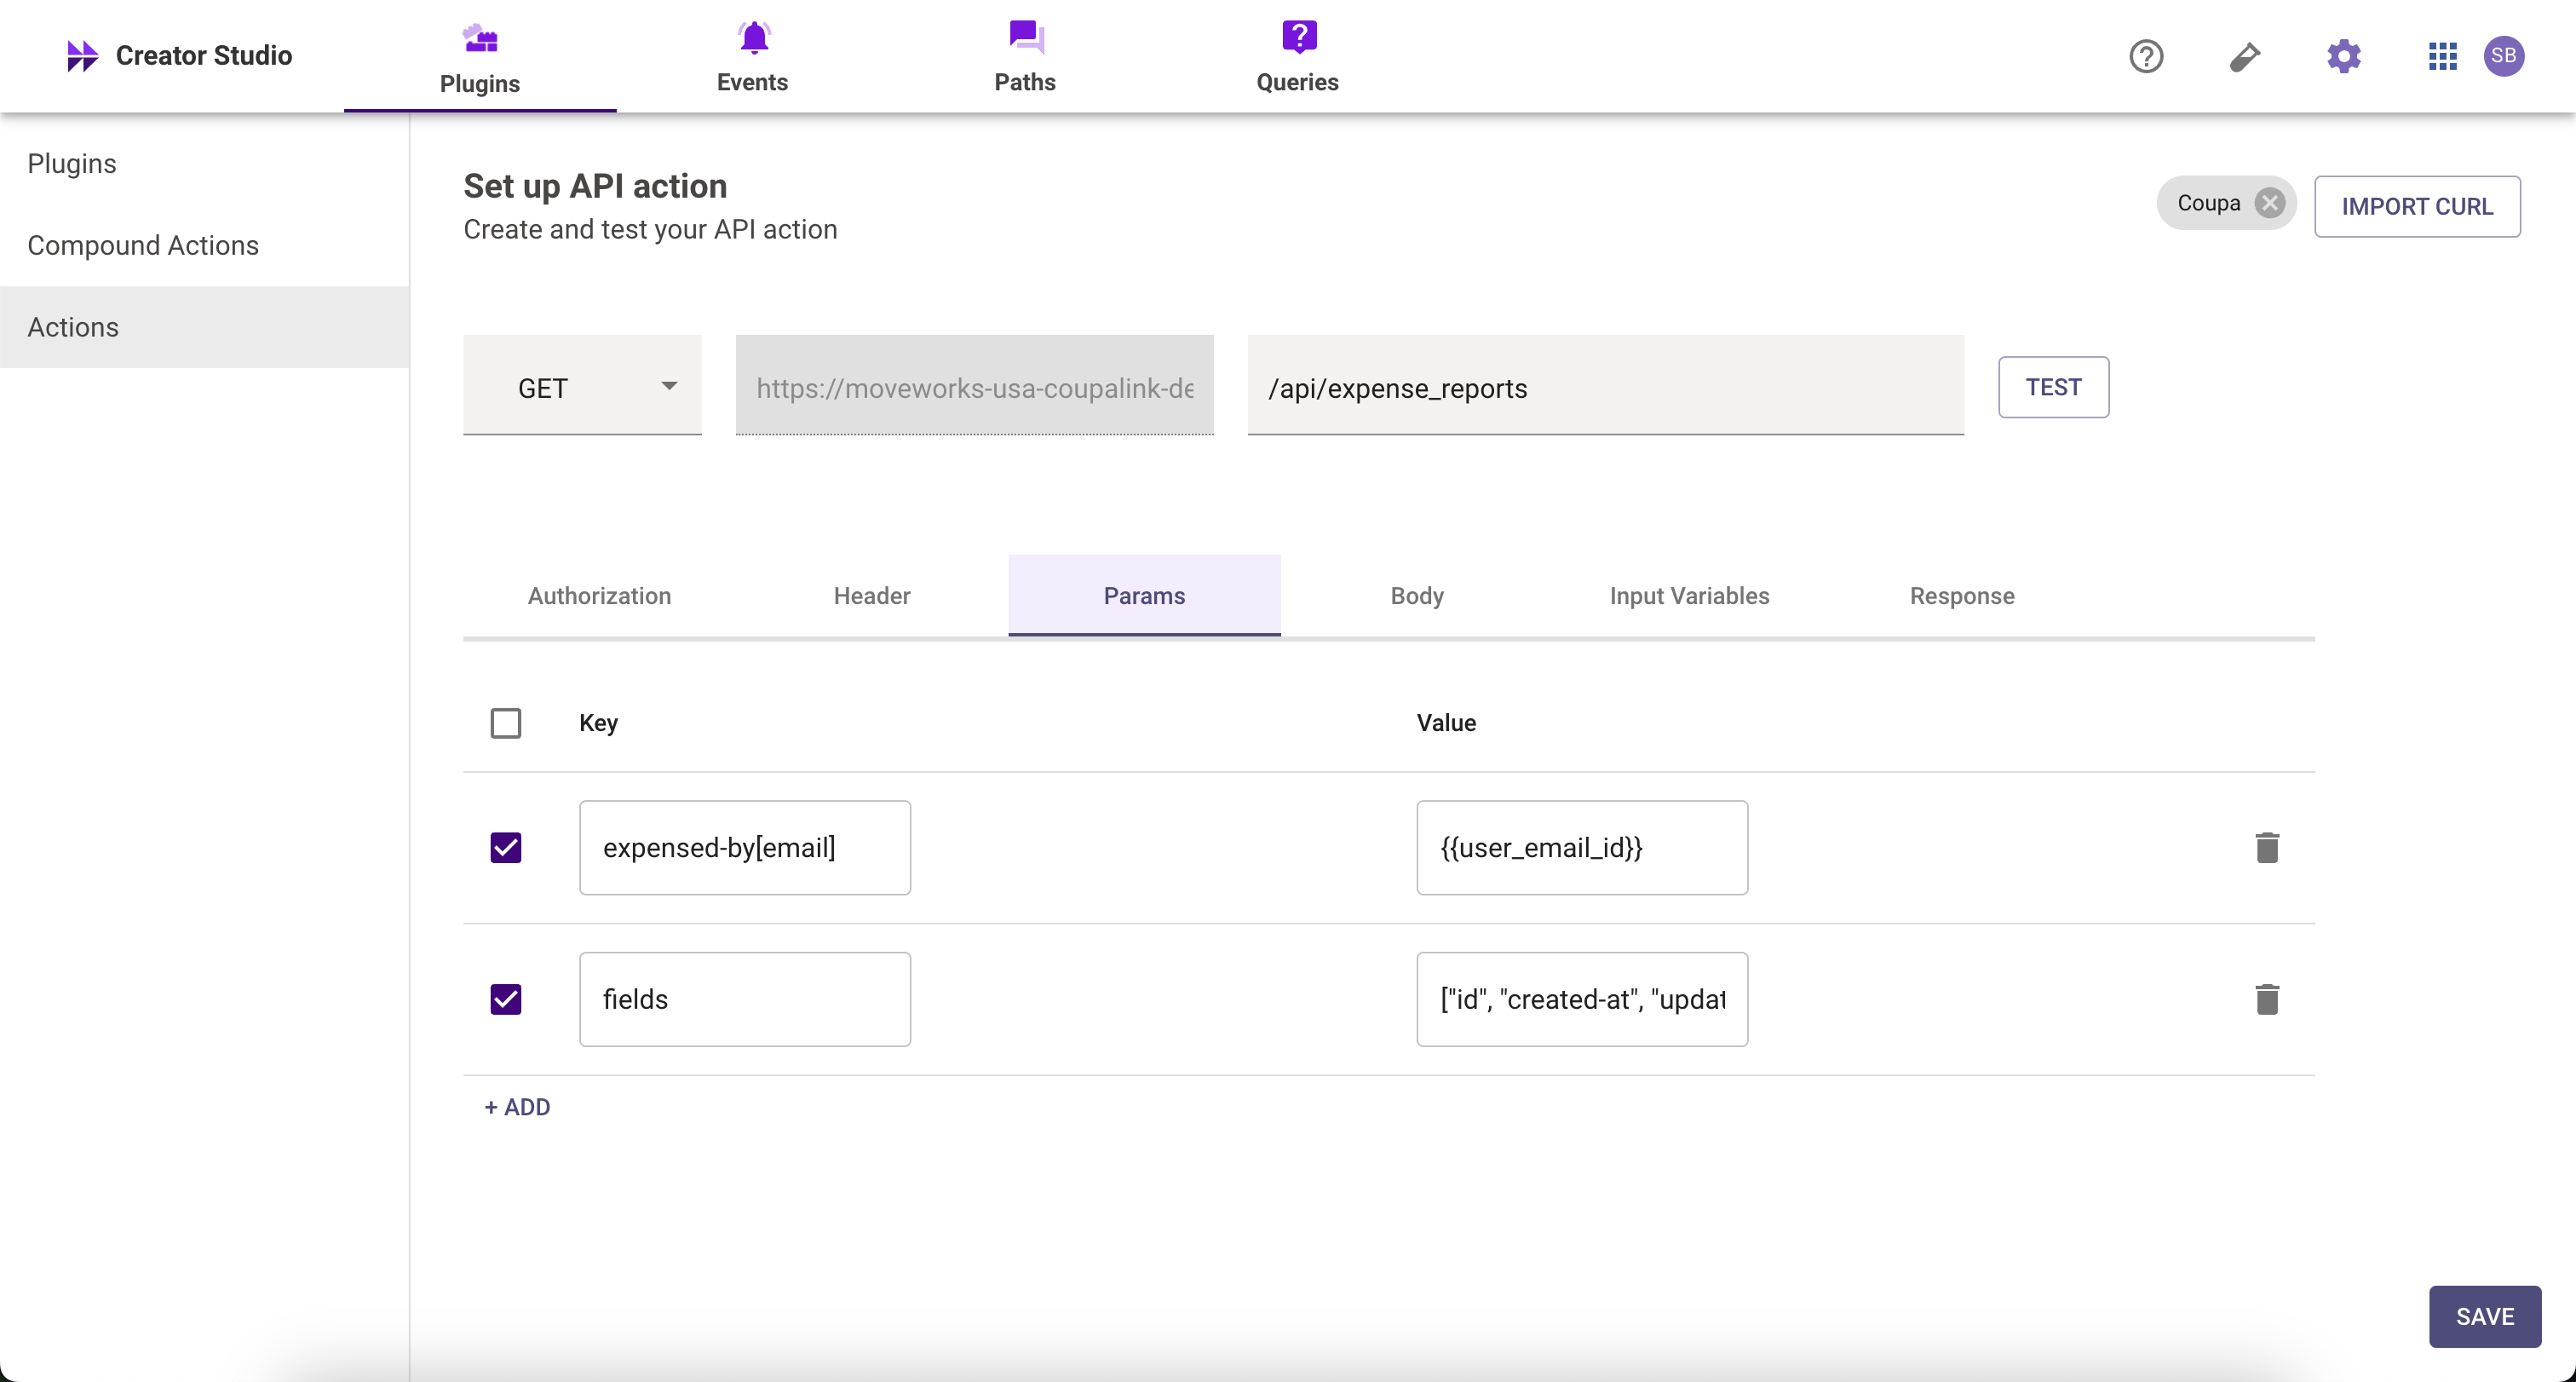 Creator Studio
Plugins
Events
Paths
Queries
?
?
SB
Plugins
Compound Actions
Actions
Set up API action
Create and test your API action
Coupa
IMPORT CURL
GET
https://moveworks-usa-coupalink-de
/api/expense_reports
TEST
Authorization
Header
Params
Body
Input Variables
Response
Key
Value
expensed-by[email]
{{user_email_id}}
fields
["id", "created-at", "updat
+ ADD
SAVE